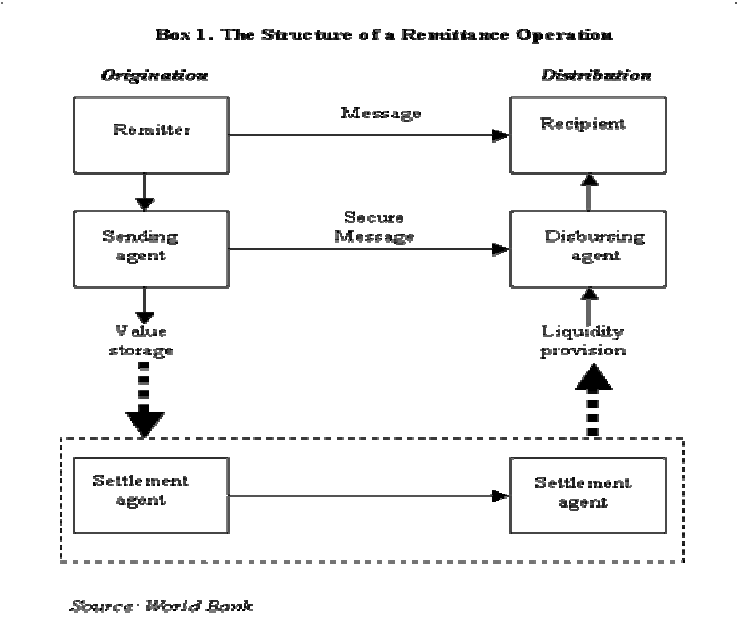 Box 1. The Structure of a Remittance Operation
Origination
Distribution
Remitter
Message
Recipient
Sending
agent
Secure
Message
Disbursing
agent
Value
storage
Liquidity
provision
Settlement
agent
Settlement
agent
Source: World Bank